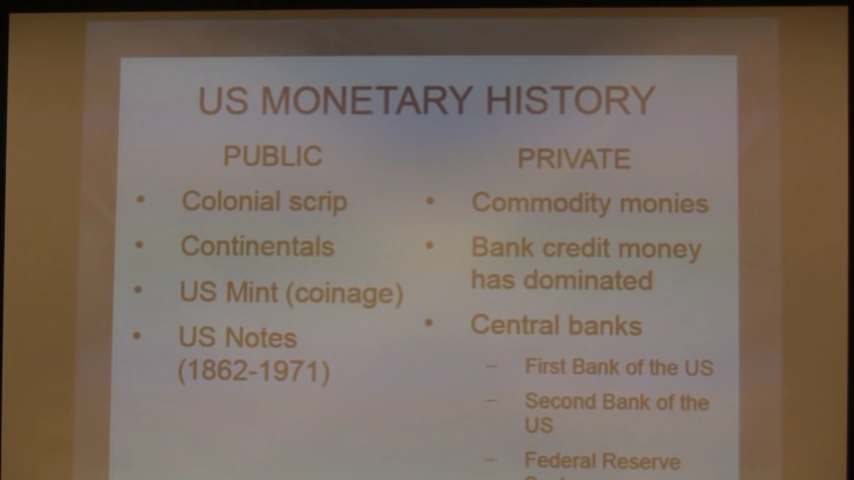 US MONETARY HISTORY
PUBLIC
• Colonial scrip
• Continentals
• US Mint (coinage)
• US Notes
(1862-1971)
PRIVATE
• Commodity monies
• Bank credit money
has dominated
• Central banks
– First Bank of the US
– Second Bank of the
US
– Federal Reserve